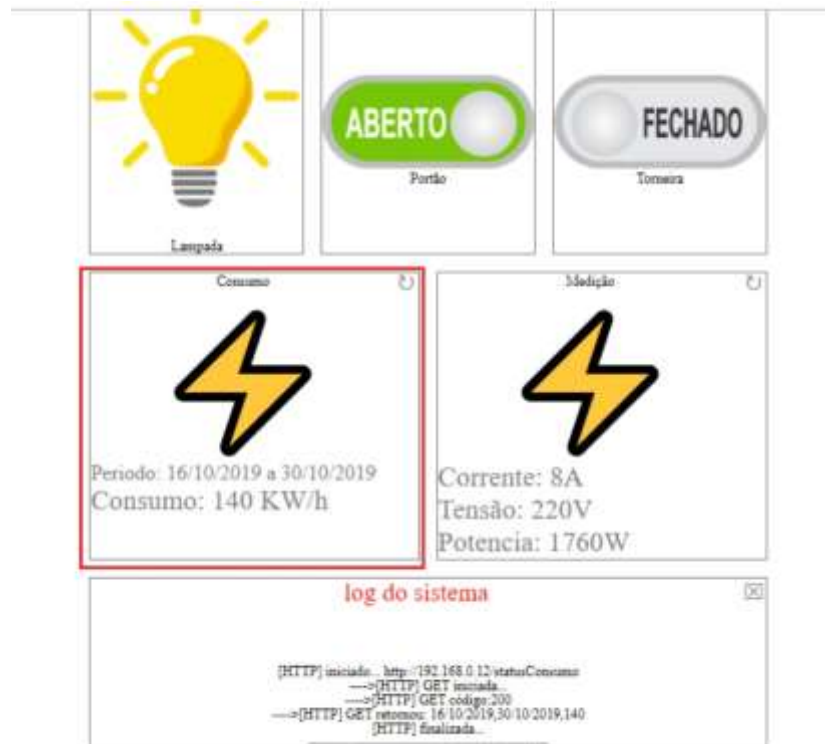 ABERTO
FECHADO
Portão
Torneira
Lampada
Consumo
Medição
Periodo: 16/10/2019 a 30/10/2019
Consumo: 140 KW/h
Corrente: 8A
Tensão: 220V
Potencia: 1760W
log do sistema
[HTTP] iniciado... http://192.168.0.12/statusConsumo
---->[HTTP] GET iniciada...
---->[HTTP] GET código:200
---->[HTTP] GET retornou: 16/10/2019,30/10/2019,140
[HTTP] finalizada...